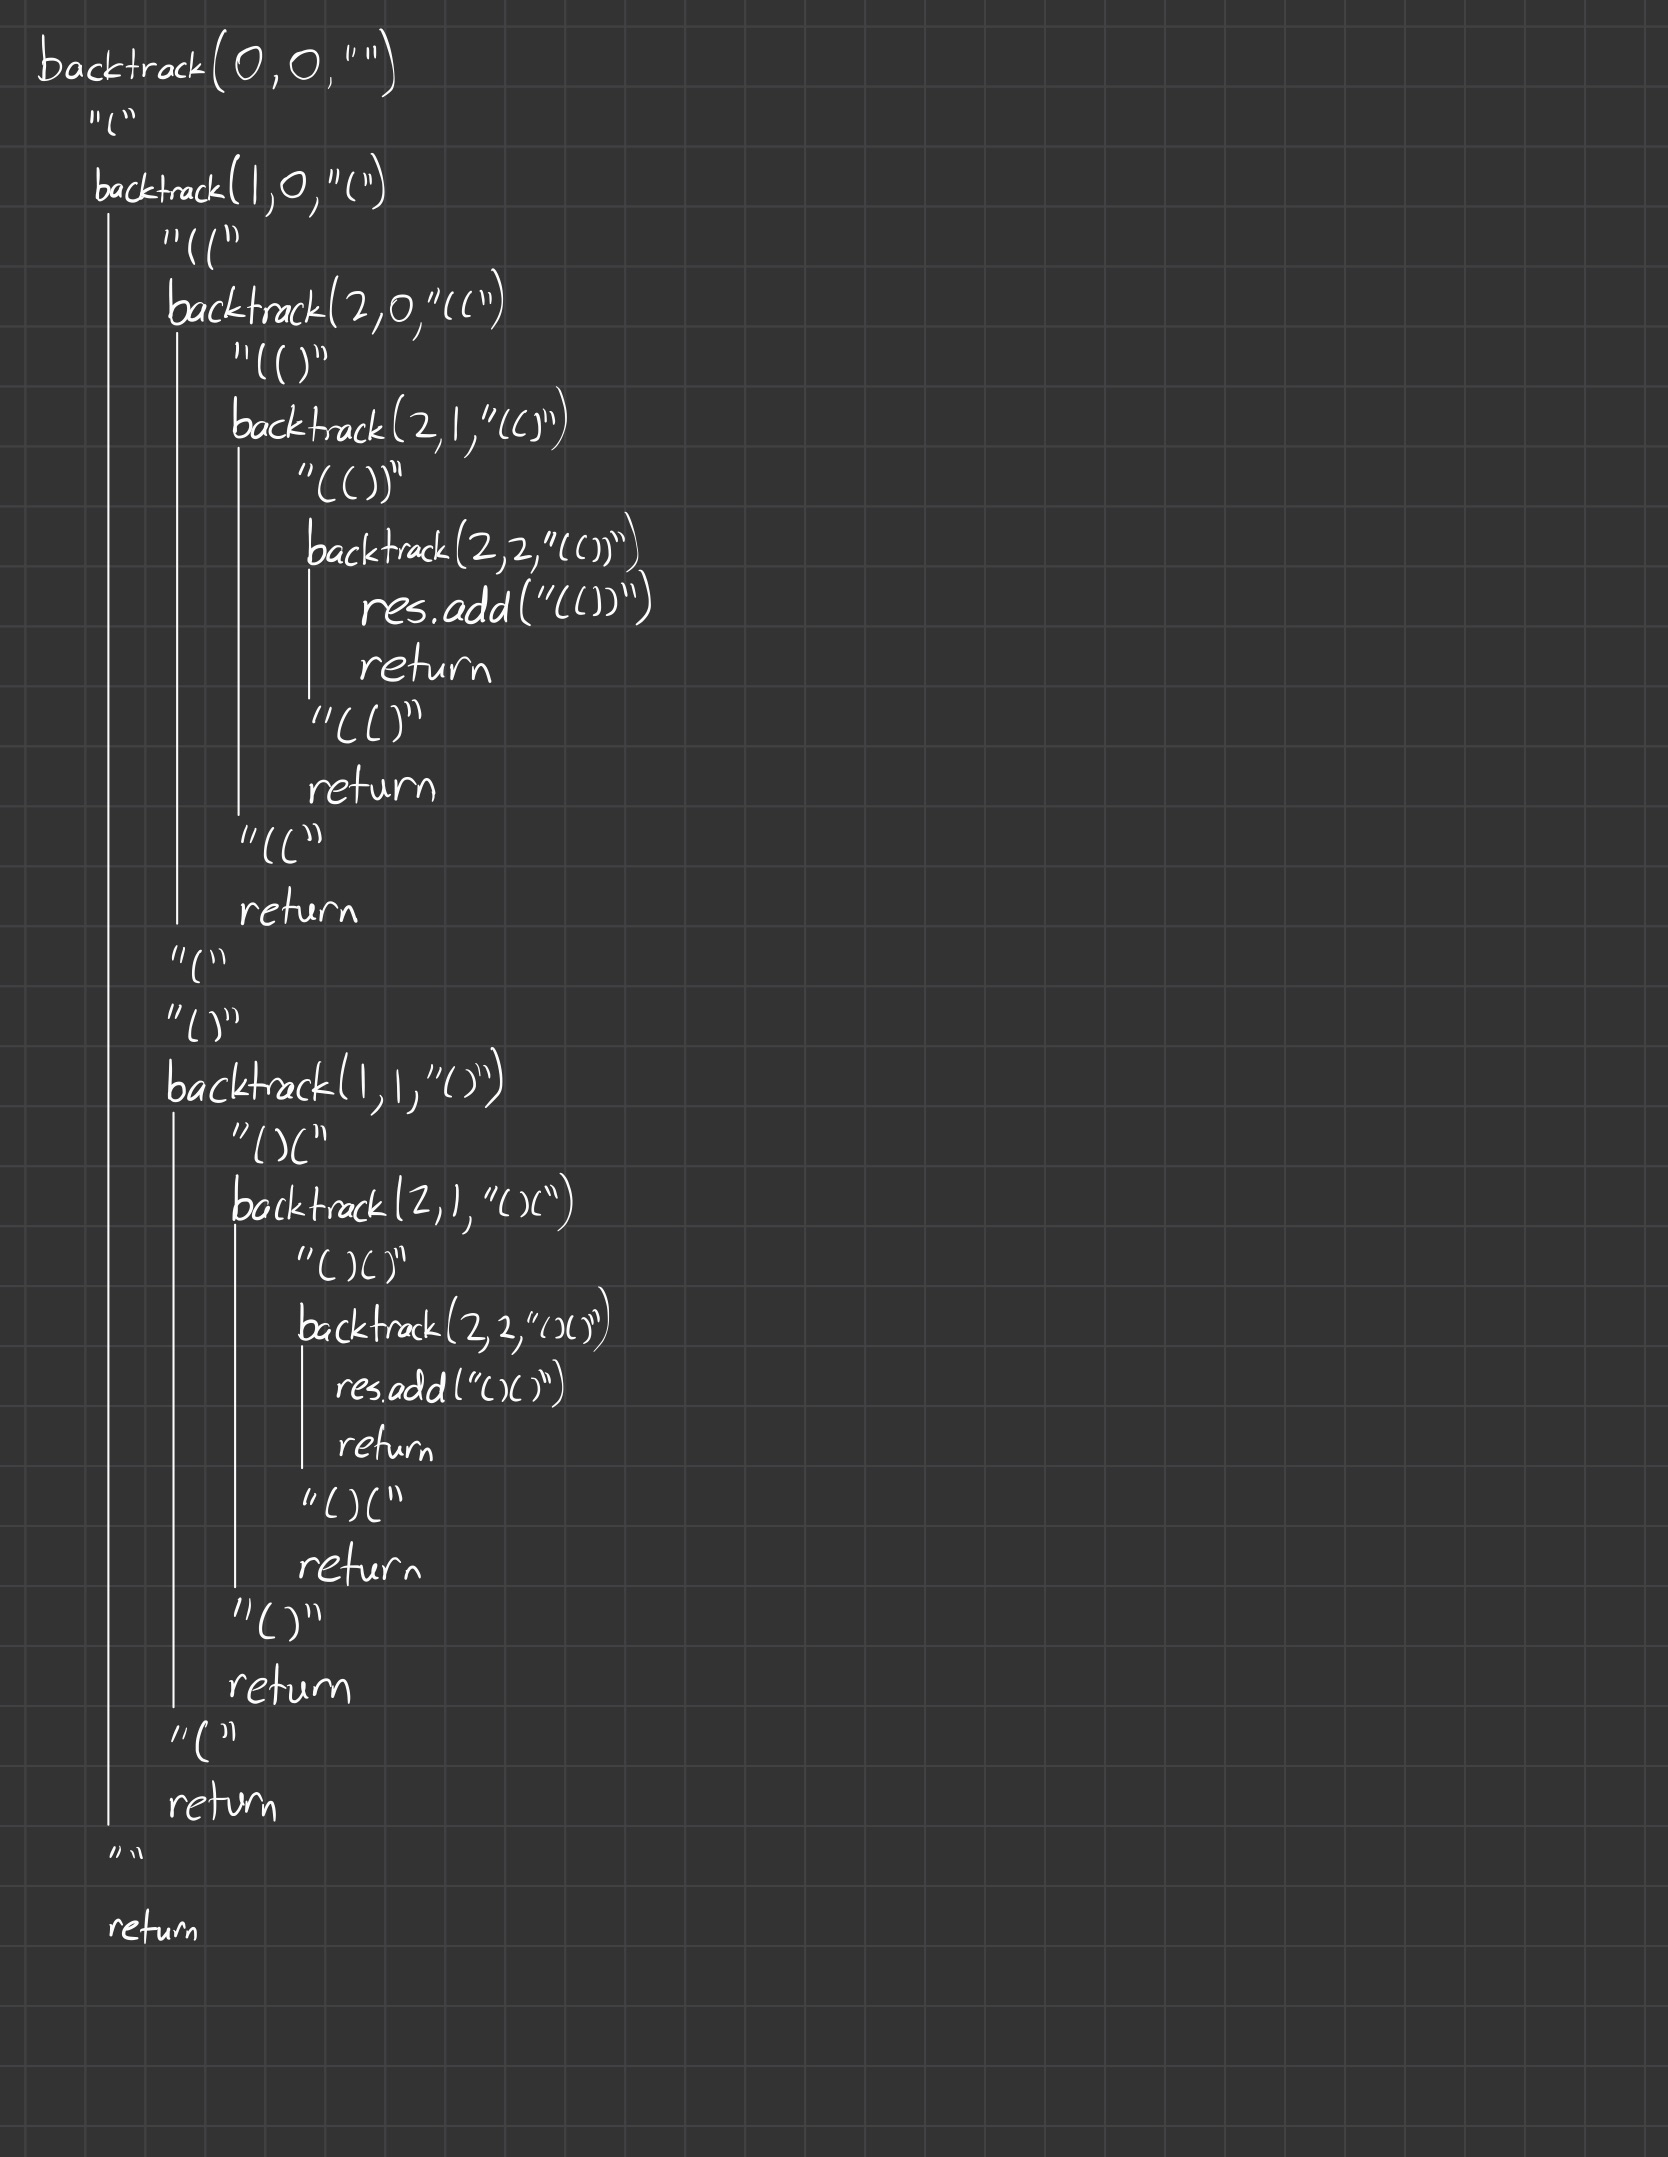 backtrack(0,0,"")
"("
backtrack(1,0,"(")
"(("
backtrack(2,0,"((")
"(()"
backtrack(2,1,"(()")
"(())"
backtrack(2,2,"(())")
res.add("(())")
return
"(()"
return
"(("
return
"("
"()"
backtrack(1,1,"()")
"()("
backtrack(2,1,"()(")
"()()"
backtrack(2,2,"()()")
res.add("()()")
return
"()("
return
"()"
return
"("
return
""
return